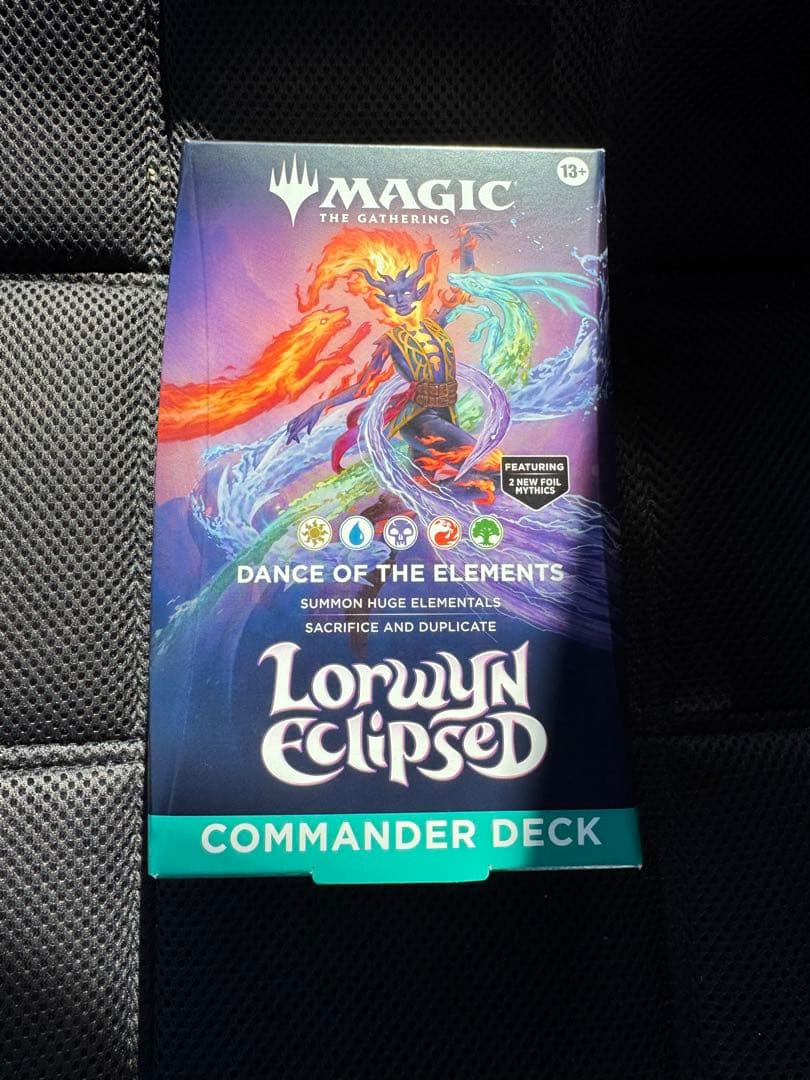 13+
MAGIC
THE GATHERING
FEATURING
2 NEW FOIL
MYTHICS
DANCE OF THE ELEMENTS
SUMMON HUGE ELEMENTALS
SACRIFICE AND DUPLICATE
Lorwyn
Eclipsed
COMMANDER DECK